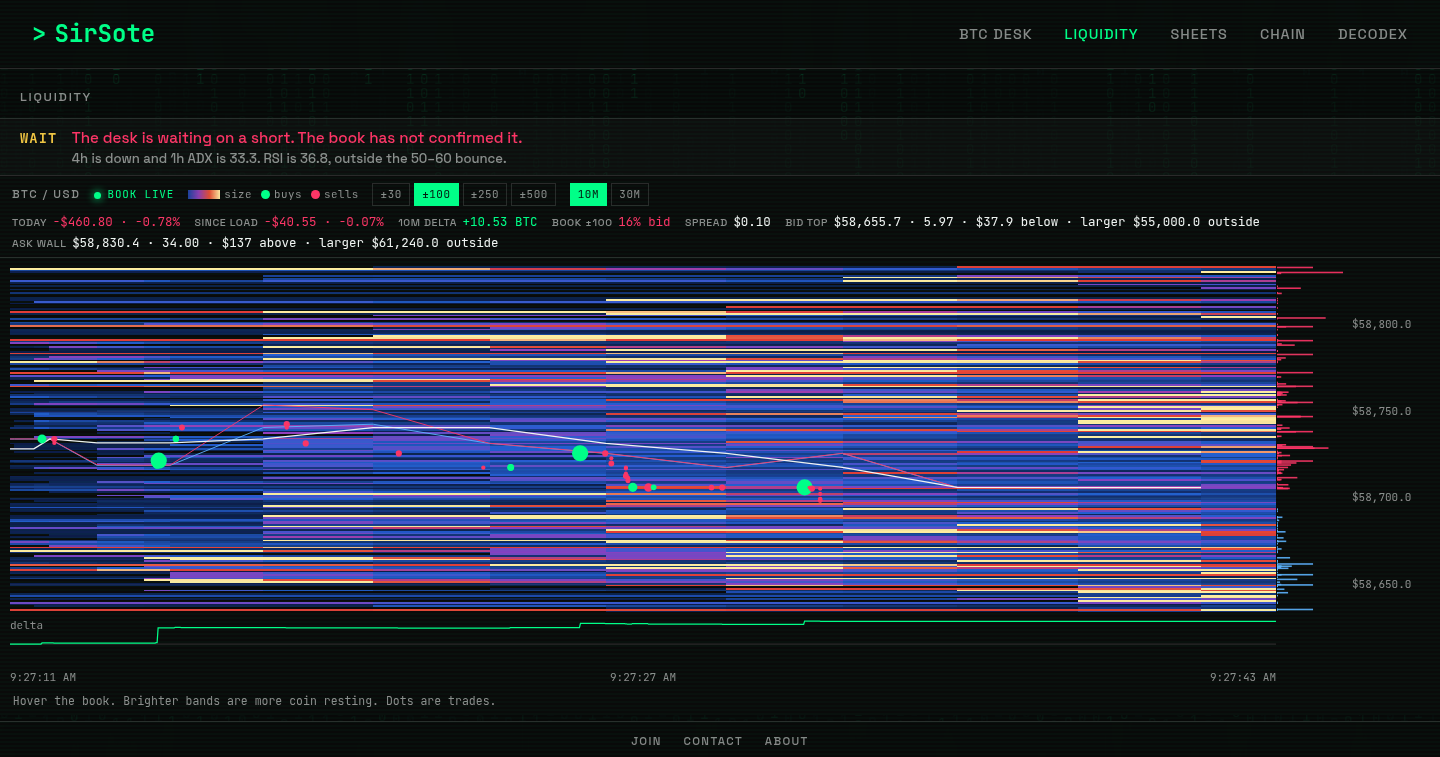 > SirSote
BTC DESK LIQUIDITY SHEETS CHAIN DECODEX
LIQUIDITY
WAIT The desk is waiting on a short. The book has not confirmed it.
4h is down and 1h ADX is 33.3. RSI is 36.8, outside the 50–60 bounce.
BTC / USD BOOK LIVE size buys sells ±30 ±100 ±250 ±500 10M 30M
TODAY -$460.80 · -0.78% SINCE LOAD -$40.55 · -0.07% 10M DELTA +10.53 BTC BOOK ±100 16% bid SPREAD $0.10 BID TOP $58,655.7 · 5.97 · $37.9 below · larger $55,000.0 outside
ASK WALL $58,830.4 · 34.00 · $137 above · larger $61,240.0 outside
$58,800.0
$58,750.0
$58,700.0
$58,650.0
delta
9:27:11 AM 9:27:27 AM 9:27:43 AM
Hover the book. Brighter bands are more coin resting. Dots are trades.
JOIN CONTACT ABOUT